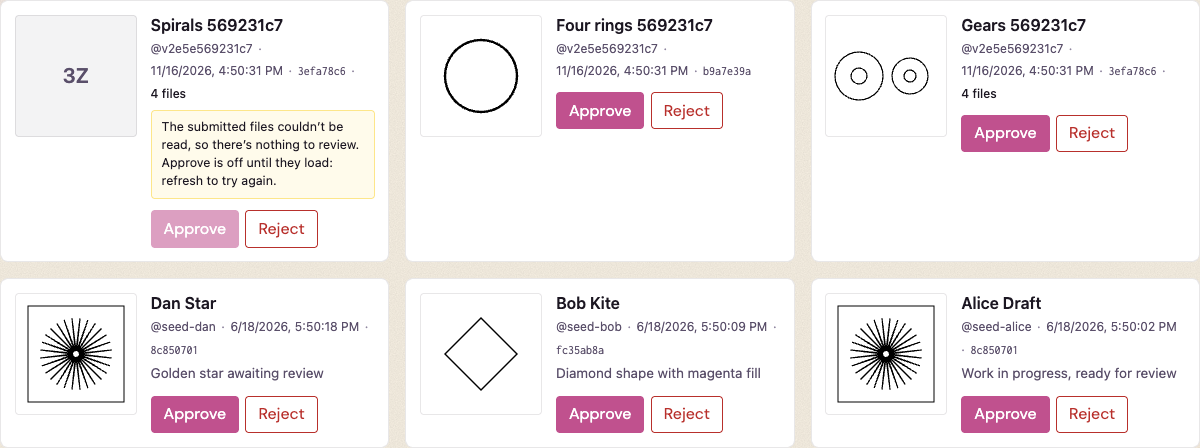 3Z
Spirals 569231c7
@v2e5e569231c7 ·
11/16/2026, 4:50:31 PM · 3efa78c6 ·
4 files
The submitted files couldn’t be
read, so there’s nothing to review.
Approve is off until they load:
refresh to try again.
Approve Reject
Four rings 569231c7
@v2e5e569231c7 ·
11/16/2026, 4:50:31 PM · b9a7e39a
Approve Reject
Gears 569231c7
@v2e5e569231c7 ·
11/16/2026, 4:50:31 PM · 3efa78c6 ·
4 files
Approve Reject
Dan Star
@seed-dan · 6/18/2026, 5:50:18 PM ·
8c850701
Golden star awaiting review
Approve Reject
Bob Kite
@seed-bob · 6/18/2026, 5:50:09 PM ·
fc35ab8a
Diamond shape with magenta fill
Approve Reject
Alice Draft
@seed-alice · 6/18/2026, 5:50:02 PM
· 8c850701
Work in progress, ready for review
Approve Reject